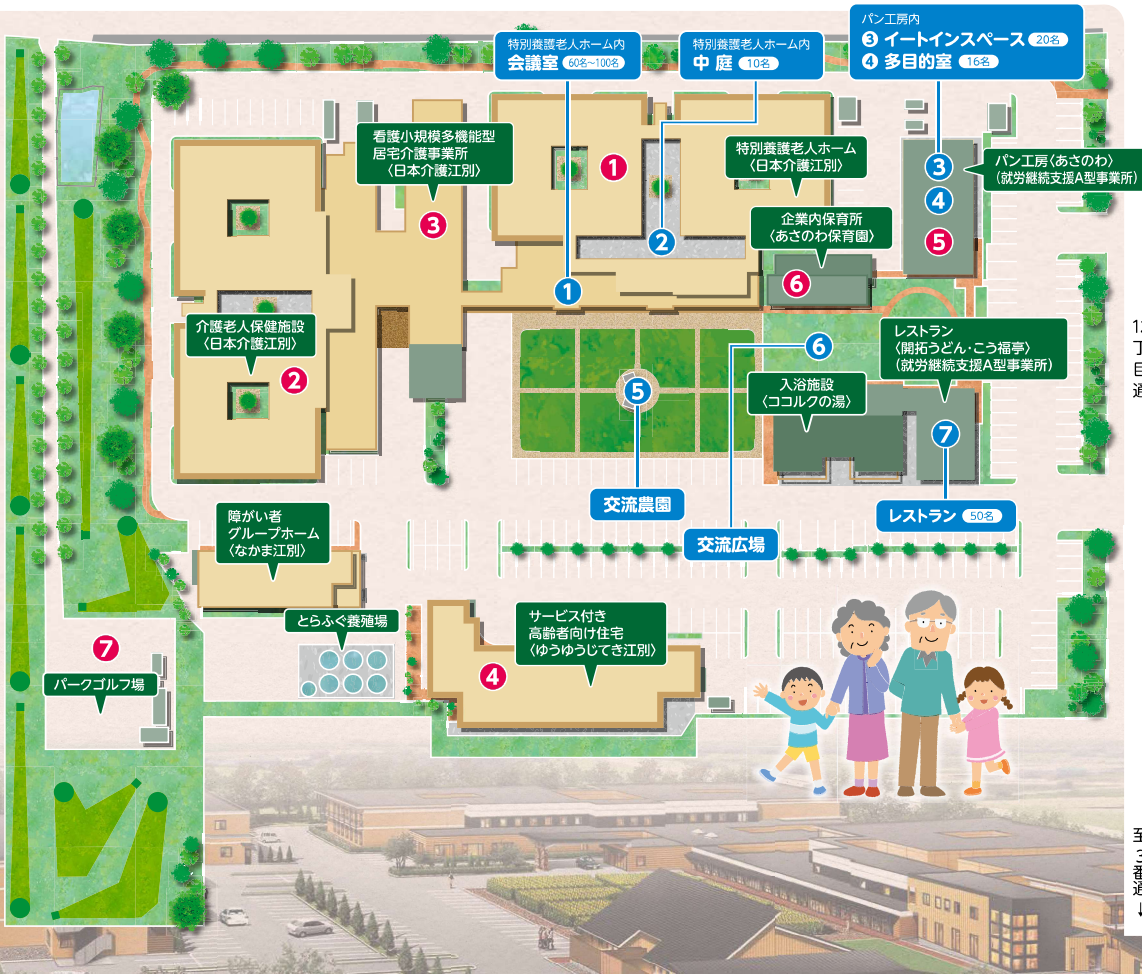 特別養護老人ホーム内
会議室 60名～100名
特別養護老人ホーム内
中 庭 10名
パン工房内
③ イートインスペース 20名
④ 多目的室 16名
看護小規模多機能型
居宅介護事業所
〈日本介護江別〉
1
特別養護老人ホーム
〈日本介護江別〉
3
4
5
パン工房〈あさのわ〉
(就労継続支援A型事業所)
3
2
企業内保育所
〈あさのわ保育園〉
6
1
介護老人保健施設
〈日本介護江別〉
2
5
6
レストラン
〈開拓うどん・こう福亭〉
(就労継続支援A型事業所)
入浴施設
〈ココルクの湯〉
7
交流農園
レストラン 50名
交流広場
障がい者
グループホーム
〈なかま江別〉
とらふぐ養殖場
サービス付き
高齢者向け住宅
〈ゆうゆうじてき江別〉
4
7
パークゴルフ場
12丁目通
至3番通↓